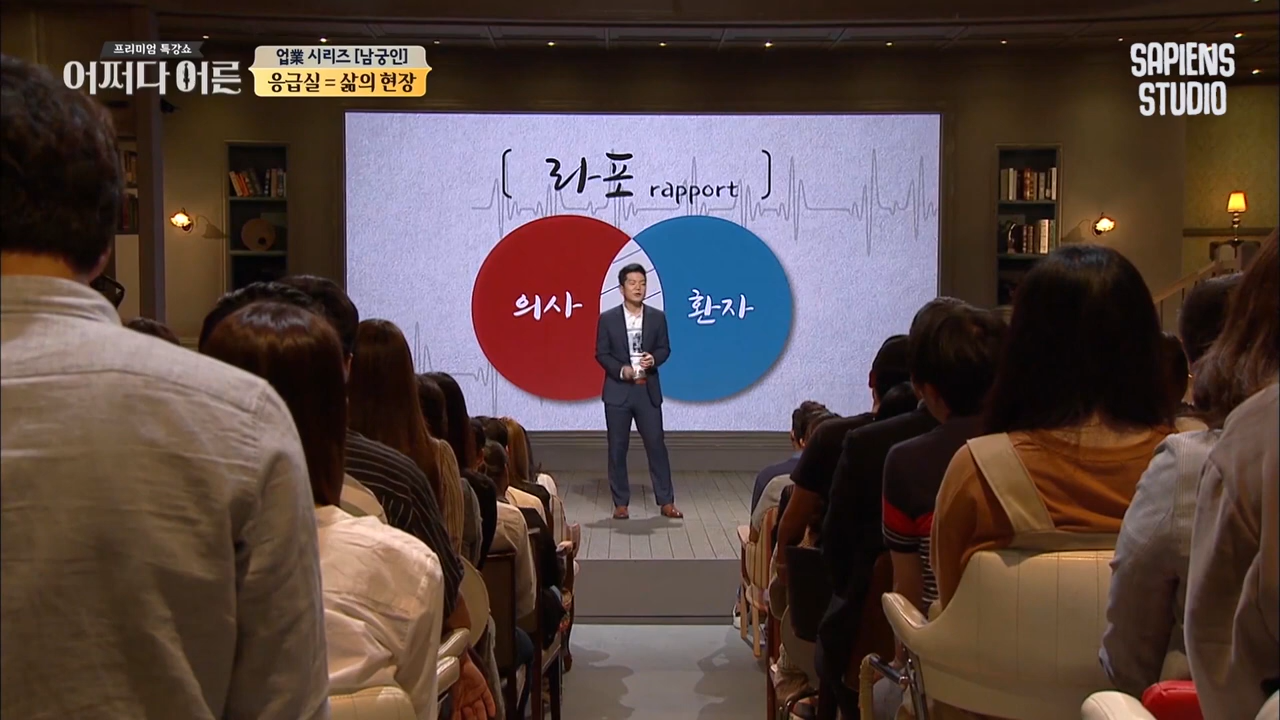 프리미엄 특강쇼
어쩌다 어른
업業 시리즈 [남궁인]
응급실 = 삶의 현장
SAPIENS
STUDIO
[ 라포 rapport ]
의사
환자